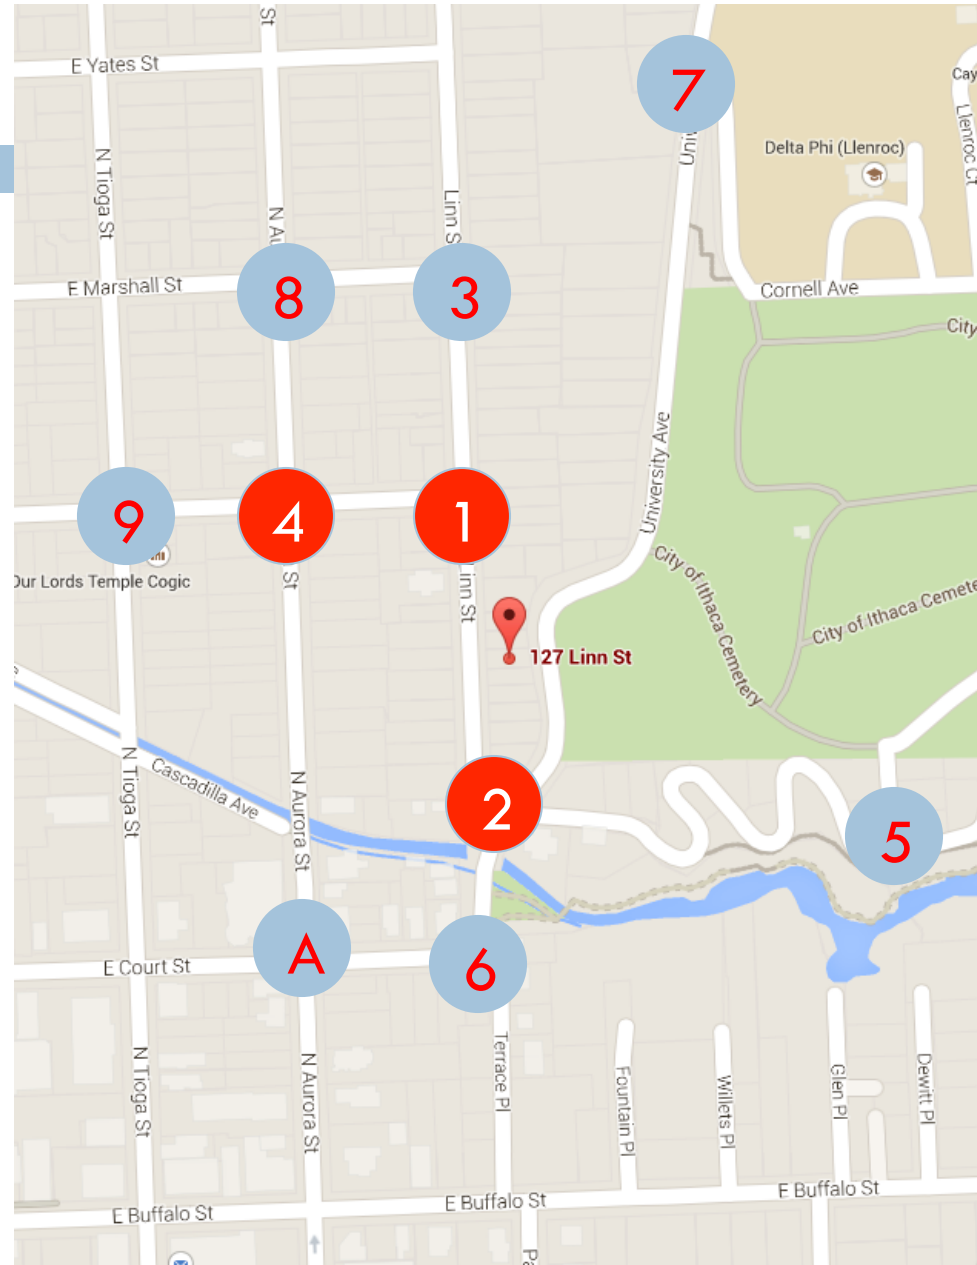 St
E Yates St
7
Cay
Llenroc Ct
Delta Phi (Llenroc)
Uni
N Tioga St
N Au
Linn S
E Marshall St
8
3
Cornell Ave
City
University Ave
9
4
1
Our Lords Temple Cogic
St
Linn St
City of Ithaca Cemetery
City of Ithaca Cemete
127 Linn St
e
N Tioga St
Cascadilla Ave
N Aurora St
2
5
A
E Court St
6
N Tioga St
N Aurora St
Terrace Pl
Fountain Pl
Willets Pl
Glen Pl
Dewitt Pl
E Buffalo St
E Buffalo St
E Buffalo St
Pa